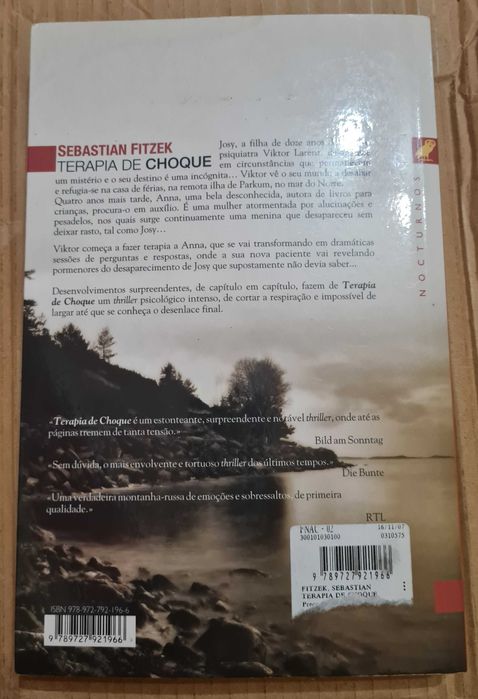 SEBASTIAN FITZEK
TERAPIA DE CHOQUE
Josy, a filha de doze anos
psiquiatra Viktor Larenz,
em circunstâncias que permanecem
um mistério e o seu destino é uma incógnita... Viktor vê o seu mundo a desabar
e refugia-se na casa de férias, na remota ilha de Parkum, no mar do Norte.
Quatro anos mais tarde, Anna, uma bela desconhecida, autora de livros para
crianças, procura-o em auxílio. É uma mulher atormentada por alucinações e
pesadelos, nos quais surge continuamente uma menina que desapareceu sem
deixar rasto, tal como Josy...
Viktor começa a fazer terapia a Anna, que se vai transformando em dramáticas
sessões de perguntas e respostas, onde a sua nova paciente vai revelando
pormenores do desaparecimento de Josy que supostamente não devia saber...
Desenvolvimentos surpreendentes, de capítulo em capítulo, fazem de Terapia
de Choque um thriller psicológico intenso, de cortar a respiração e impossível de
largar até que se conheça o desenlace final.
NOCTURNOS
«Terapia de Choque é um estonteante, surpreendente e notável thriller, onde até as
páginas tremem de tanta tensão.»
Bild am Sonntag
«Sem dúvida, o mais envolvente e tortuoso thriller dos últimos tempos.»
Die Bunte
«Uma verdadeira montanha-russa de emoções e sobressaltos, de primeira
qualidade.»
RTL
FNAC - 02 16/11/07
300101030100 0310575
9 789727 921966
FITZEK, SEBASTIAN
TERAPIA DE CHOQUE
ISBN 978-972-792-196-6
9 789727 921966